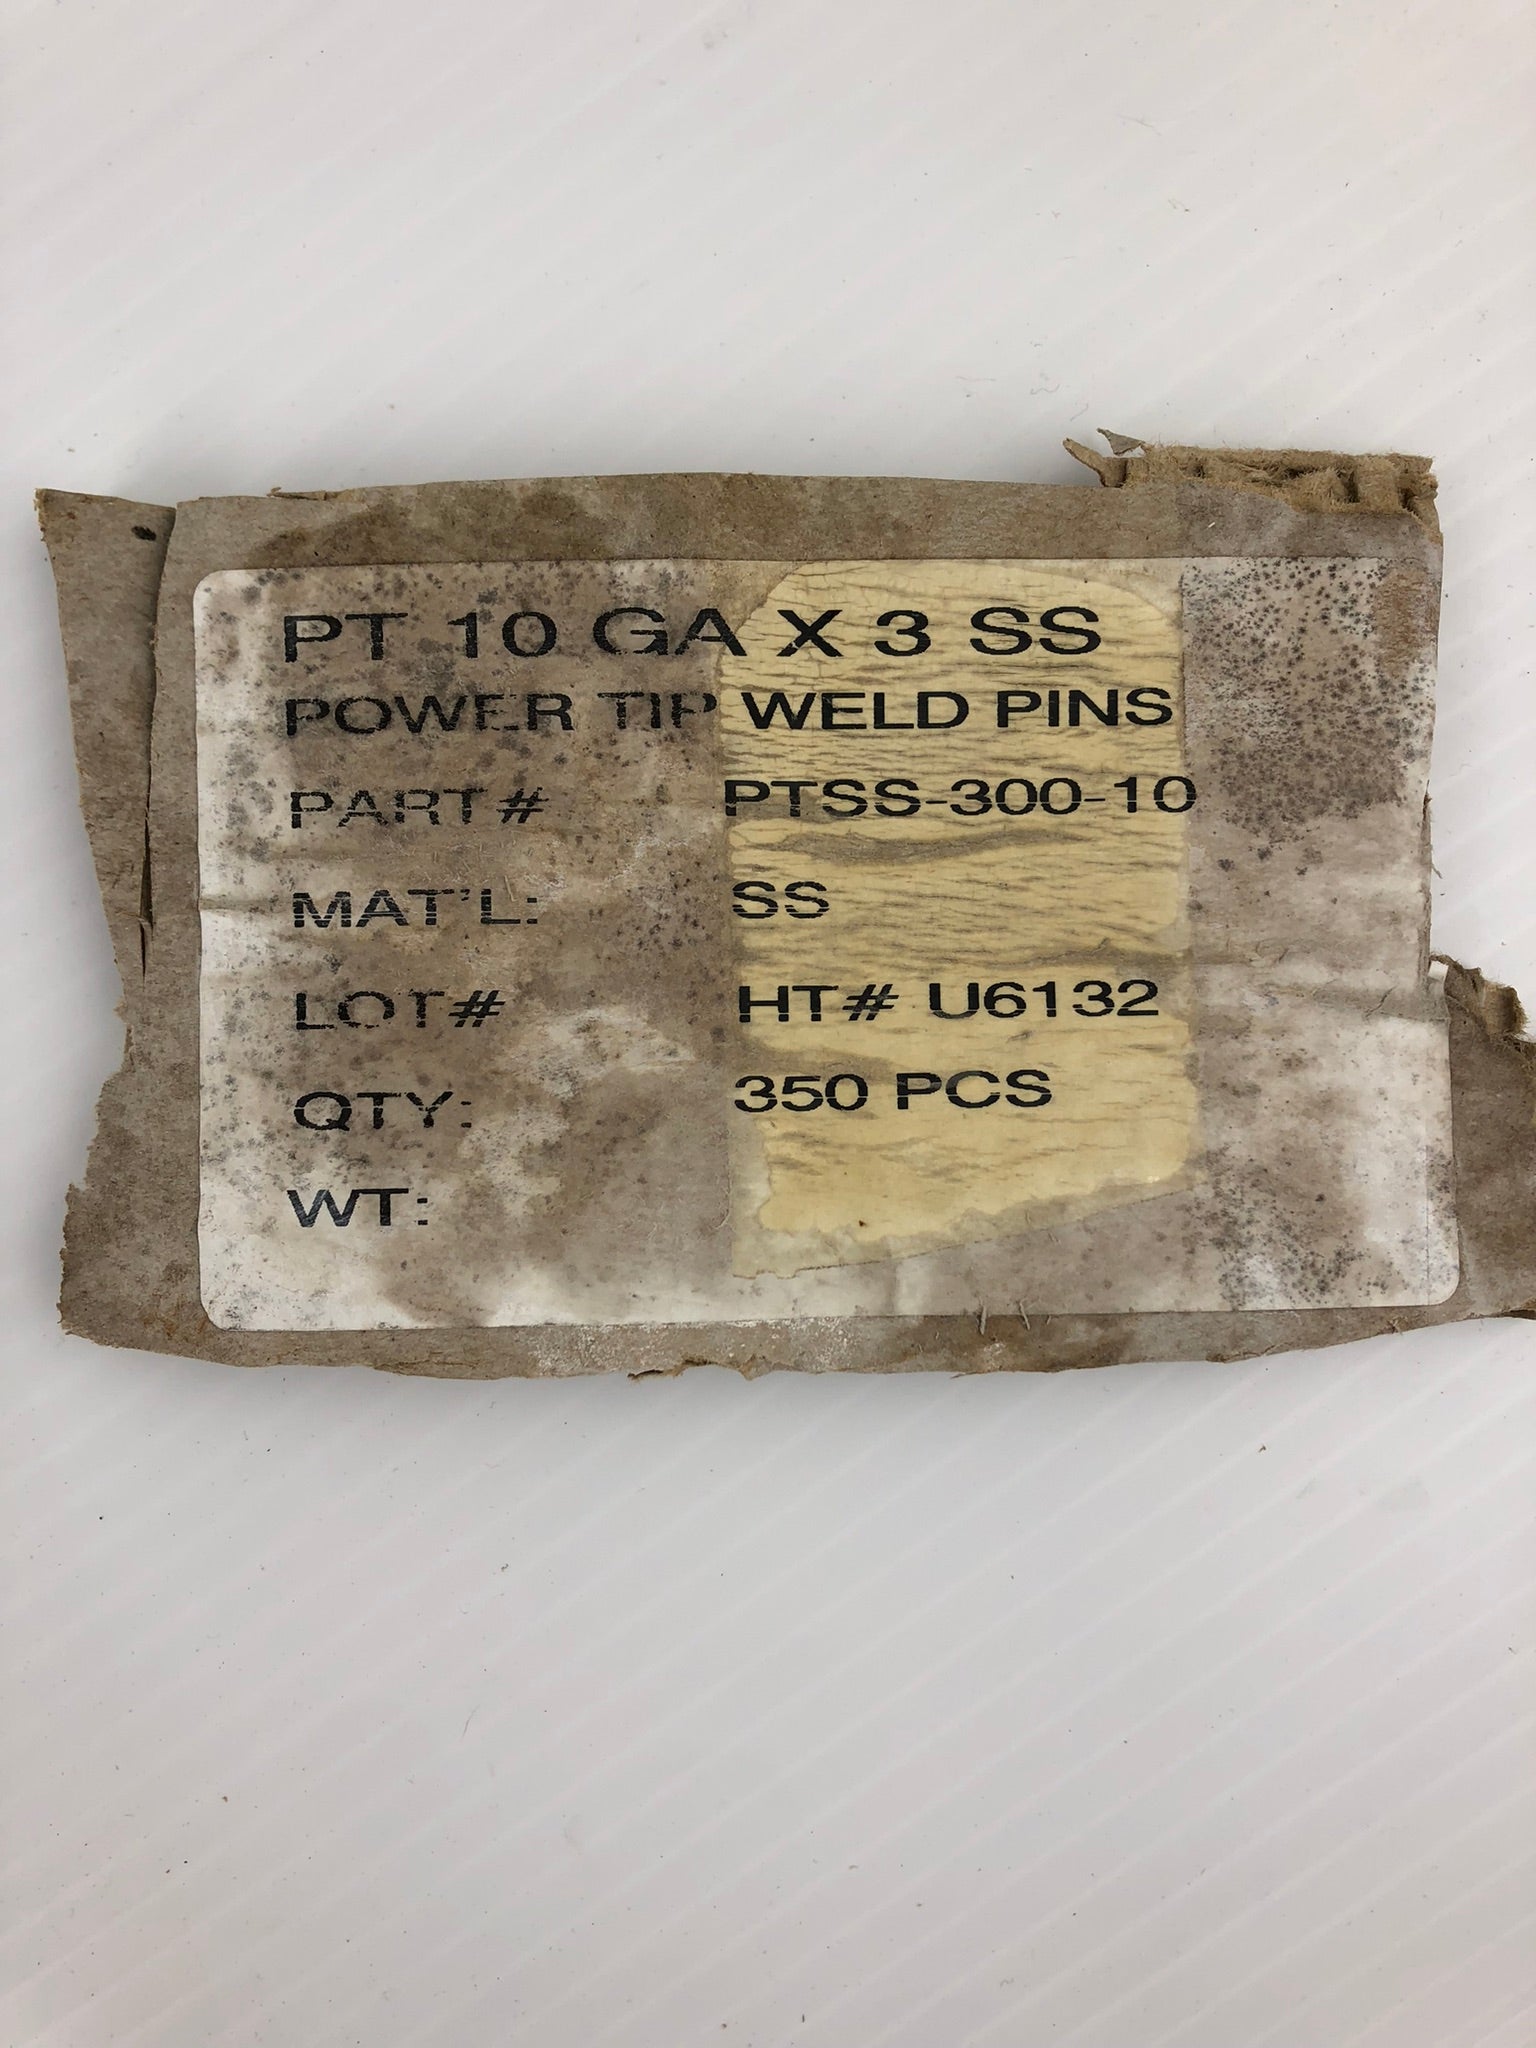 PT 10 GA X 3 SS
POWER TIP WELD PINS
PART# PTSS-300-10
MAT'L: SS
LOT# HT# U6132
QTY: 350 PCS
WT: